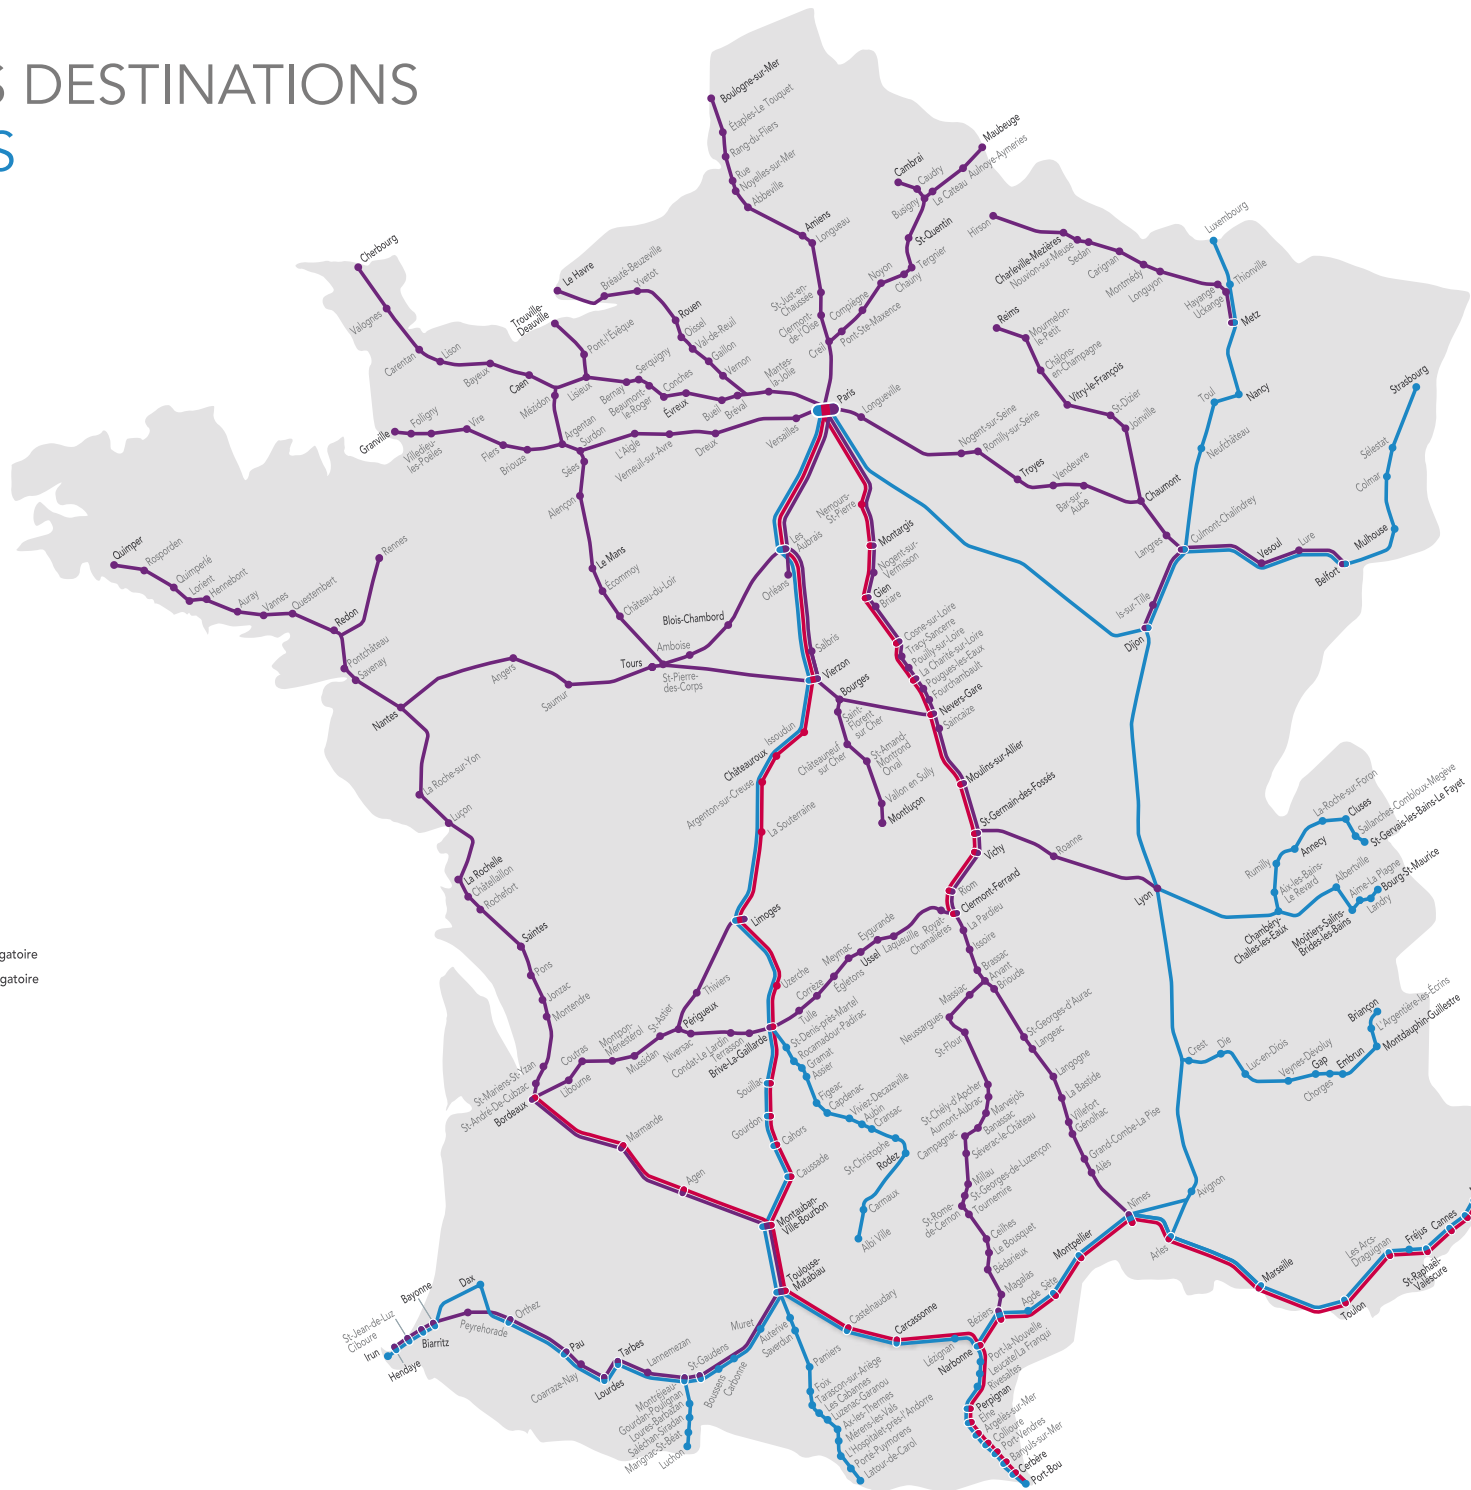 S DESTINATIONS
S
Boulogne-sur-Mer
Étaples-Le Touquet
Rang-du-Fliers
Rue
Noyelles-sur-Mer
Abbeville
Amiens
Longueau
Maubeuge
Aulnoye-Aymeries
Le Cateau
Cambrai
Caudry
Busigny
St-Quentin
Tergnier
Chauny
Noyon
Compiègne
Pont-Ste-Maxence
Creil
St-Just-en-
Chaussée
Clermont-
de-l'Oise
Hirson
Charleville-Mezières
Nouvion-sur-Meuse
Sedan
Carignan
Montmédy
Longuyon
Hayange
Uckange
Luxembourg
Thionville
Metz
Nancy
Toul
Neufchâteau
Culmont-Chalindrey
Cherbourg
Valognes
Carentan
Lison
Bayeux
Caen
Mézidon
Trouville-
Deauville
Pont-l'Évêque
Lisieux
Bernay
Serquigny
Beaumont-
le-Roger
Conches
Évreux
Bueil
Bréval
Mantes-
la-Jolie
Le Havre
Bréauté-Beuzeville
Yvetot
Rouen
Oissel
Val-de-Reuil
Gaillon
Vernon
Paris
Granville
Folligny
Villedieu-
les-Poêles
Vire
Flers
Briouze
Argentan
Surdon
Sées
L'Aigle
Verneuil-sur-Avre
Dreux
Versailles
Alençon
Le Mans
Écommoy
Château-du-Loir
Reims
Mourmelon-
le-Petit
Châlons-
en-Champagne
Vitry-le-François
St-Dizier
Joinville
Chaumont
Longueville
Nogent-sur-Seine
Romilly-sur-Seine
Troyes
Vendeuvre
Bar-sur-
Aube
Langres
Vesoul
Lure
Belfort
Mulhouse
Colmar
Sélestat
Strasbourg
Is-sur-Tille
Dijon
Quimper
Rosporden
Quimperlé
Lorient
Hennebont
Auray
Vannes
Questembert
Redon
Rennes
Pontchâteau
Savenay
Nantes
Angers
Saumur
Tours
St-Pierre-
des-Corps
Amboise
Blois-Chambord
Les
Aubrais
Orléans
Salbris
Vierzon
Bourges
Saint-
Florent
sur Cher
Châteauneuf
sur Cher
St-Amand-
Montrond
Orval
Vallon en Sully
Montluçon
Nemours-
St-Pierre
Montargis
Nogent-sur-
Vernisson
Gien
Briare
Cosne-sur-Loire
Tracy-Sancerre
Pouilly-sur-Loire
La Charité-sur-Loire
Pougues-les-Eaux
Fourchambault
Nevers-Gare
Saincaize
Moulins-sur-Allier
St-Germain-des-Fossés
Vichy
Roanne
Lyon
Riom
Clermont-Ferrand
Royat-
Chamalières
Issoudun
Châteauroux
Argenton-sur-Creuse
La Souterraine
Limoges
Uzerche
La Roche-sur-Yon
Luçon
La Rochelle
Châtellaillon
Rochefort
Saintes
Pons
Jonzac
Montendre
St-Mariens-St-Yzan
St-André-De-Cubzac
Bordeaux
gatoire
gatoire
Thiviers
Périgueux
St-Astier
Montpon-
Menesterol
Coutras
Libourne
Mussidan
Niversac
Condat-Le Lardin
Terrasson
Brive-La-Gaillarde
Tulle
Corrèze
Égletons
Meymac
Ussel
Eygurande
Laqueuille
La Pardieu
Issoire
Brassac
Arvant
Brioude
Massiac
Neussargues
St-Flour
St-Georges-d'Aurac
Langeac
Langogne
La Bastide
Villefort
Génolhac
Grand-Combe-La Pise
Alès
Nîmes
St-Chély-d'Apcher
Aumont-Aubrac
Marvejols
Banassac
Campagnac
Séverac-le-Château
Millau
St-Georges-de-Luzençon
St-Rome-
de-Cernon
Tournemire
Ceilhes
Le Bousquet
Bédarieux
Magalas
Béziers
St-Denis-près-Martel
Rocamadour-Padirac
Gramat
Assier
Figeac
Capdenac
Viviez-Decazeville
Aubin
Cransac
St-Christophe
Rodez
Carmaux
Albi Ville
Souillac
Gourdon
Cahors
Caussade
Montauban-
Ville-Bourbon
Marmande
Agen
Toulouse-
Matabiau
La-Roche-sur-Foron
Cluses
Sallanches-Combloux-Megève
St-Gervais-les-Bains-Le Fayet
Annecy
Rumilly
Aix-les-Bains-
Le Revard
Chambéry-
Challes-les-Eaux
Albertville
Moûtiers-Salins-
Brides-les-Bains
Aime-La Plagne
Landry
Bourg-St-Maurice
Crest
Die
Luc-en-Diois
Veynes-Dévoluy
Gap
Chorges
Embrun
Montdauphin-Guillestre
L'Argentière-les-Écrins
Briançon
Avignon
Arles
Marseille
Toulon
Les Arcs-
Draguignan
Fréjus
St-Raphaël-
Valescure
Cannes
Montpellier
Sète
Agde
Castelnaudary
Carcassonne
Lézignan
Narbonne
Port-la-Nouvelle
Leucate/La Franqui
Rivesaltes
Perpignan
Elne
Argelès-sur-Mer
Collioure
Port-Vendres
Banyuls-sur-Mer
Cerbère
Port-Bou
Auterive
Saverdun
Pamiers
Foix
Tarascon-sur-Ariege
Les Cabannes
Luzenac-Garanou
Ax-les-Thermes
Merens-les-Vals
L'Hospitalet-près-l'Andorre
Porté-Puymorens
Latour-de-Carol
Muret
Carbonne
Boussens
St-Gaudens
Montréjeau-
Gourdan-Polignan
Loures-Barbazan
Saléchan-Siradan
Marignac-St-Béat
Luchon
Lannemezan
Tarbes
Lourdes
Coarraze-Nay
Pau
Orthez
Peyrehorade
Dax
Bayonne
Biarritz
St-Jean-de-Luz
Ciboure
Irun
Hendaye